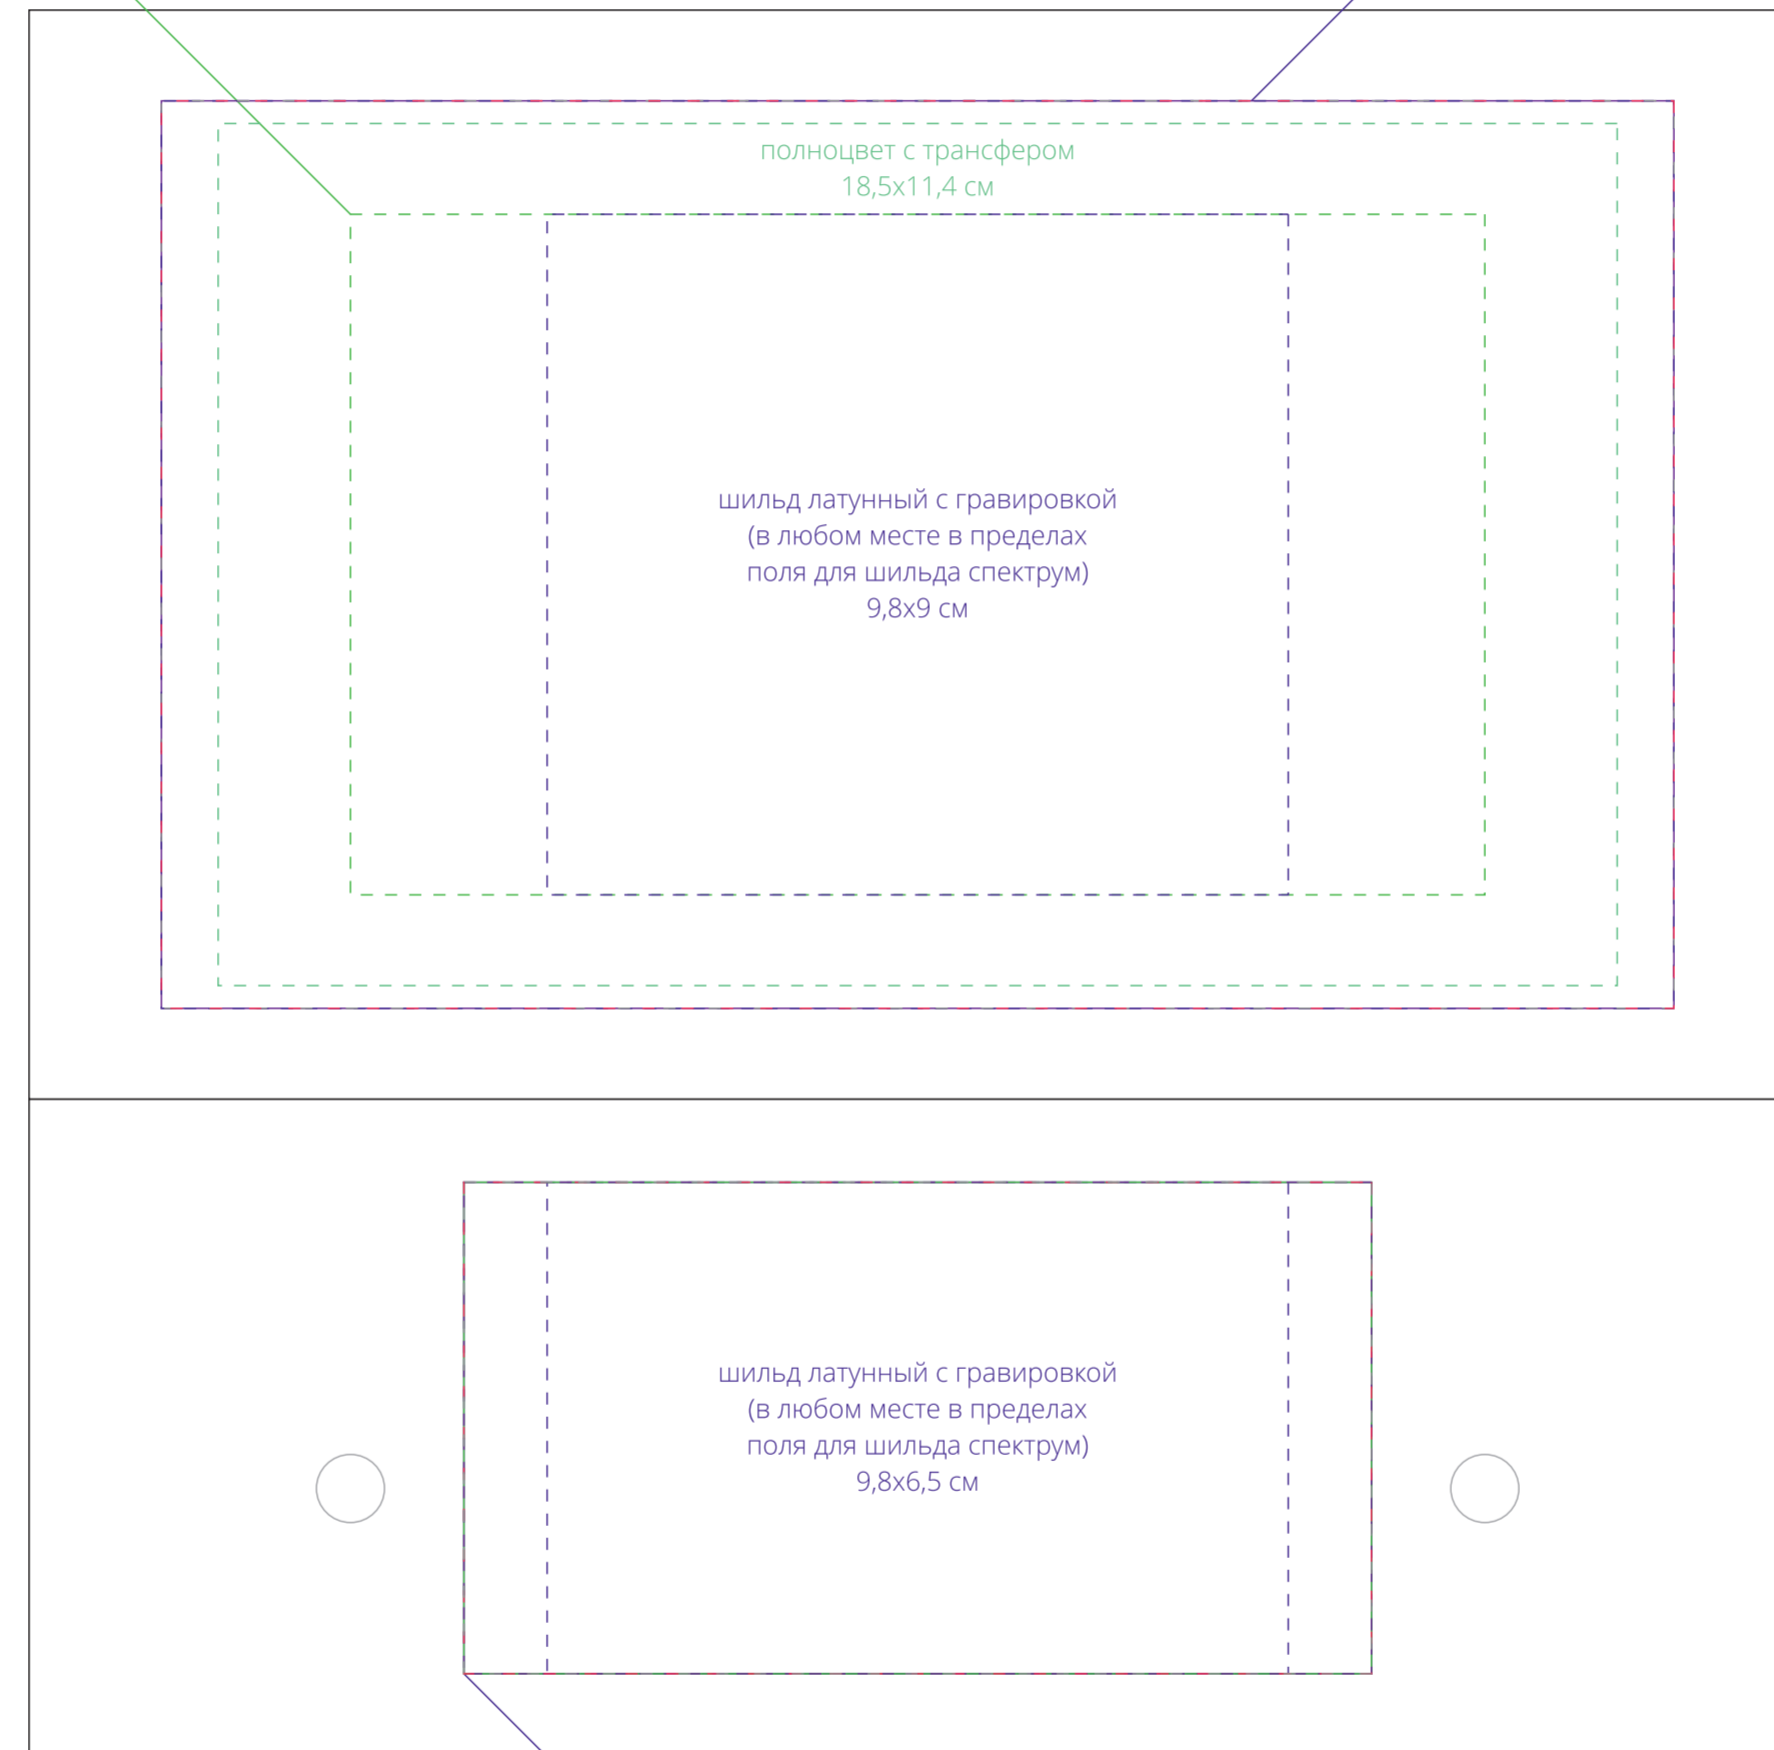 полноцвет с трансфером
18,5х11,4 см
шильд латунный с гравировкой
(в любом месте в пределах
поля для шильда спектрум)
9,8х9 см
шильд латунный с гравировкой
(в любом месте в пределах
поля для шильда спектрум)
9,8х6,5 см